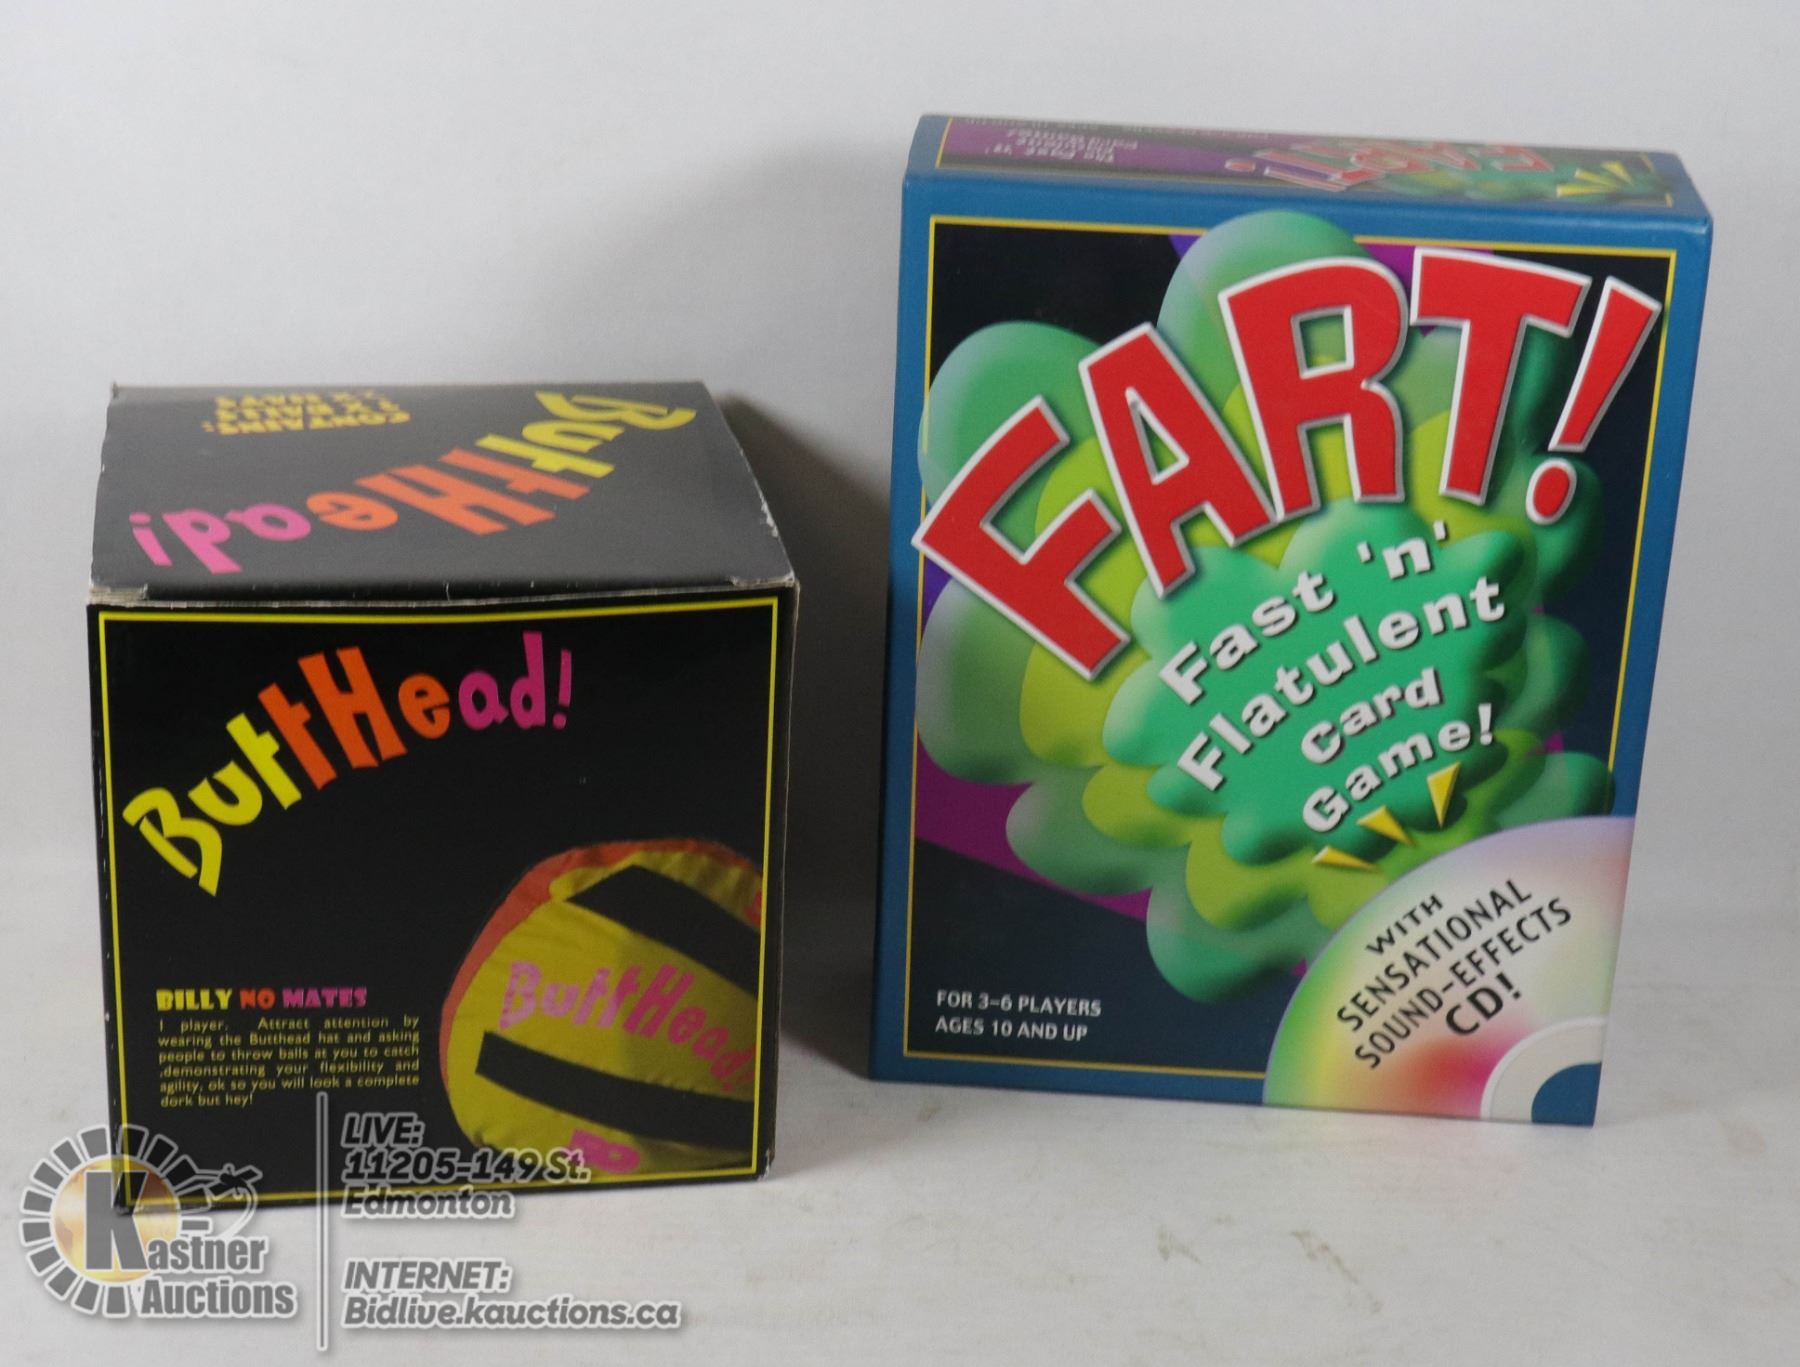 CONTAINS
ButtHead!
ButtHead!
BILLY NO MATES
1 player. Attract attention by
wearing the Butthead hat and asking
people to throw balls at you to catch
,demonstrating your flexibility and
agility, ok so you will look a complete
dork but hey!
ButtHead!
FART!
FART!
Fast 'n'
Flatulent
Card
Game!
FOR 3-6 PLAYERS
AGES 10 AND UP
WITH
SENSATIONAL
SOUND-EFFECTS
CD!
Kastner
Auctions
LIVE:
11205-149 St.
Edmonton
INTERNET:
Bidlive.kauctions.ca